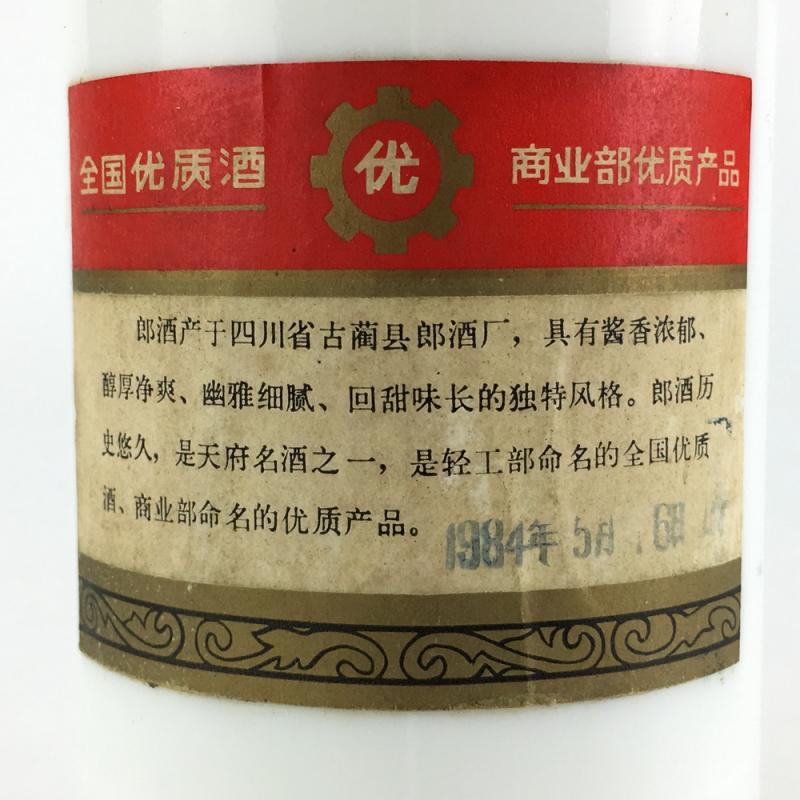 全国优质酒
优
商业部优质产品
郎酒产于四川省古蔺县郎酒厂，具有酱香浓郁、
醇厚净爽、幽雅细腻、回甜味长的独特风格。郎酒历
史悠久，是天府名酒之一，是轻工部命名的全国优质
酒、商业部命名的优质产品。
1984年 5月 6日